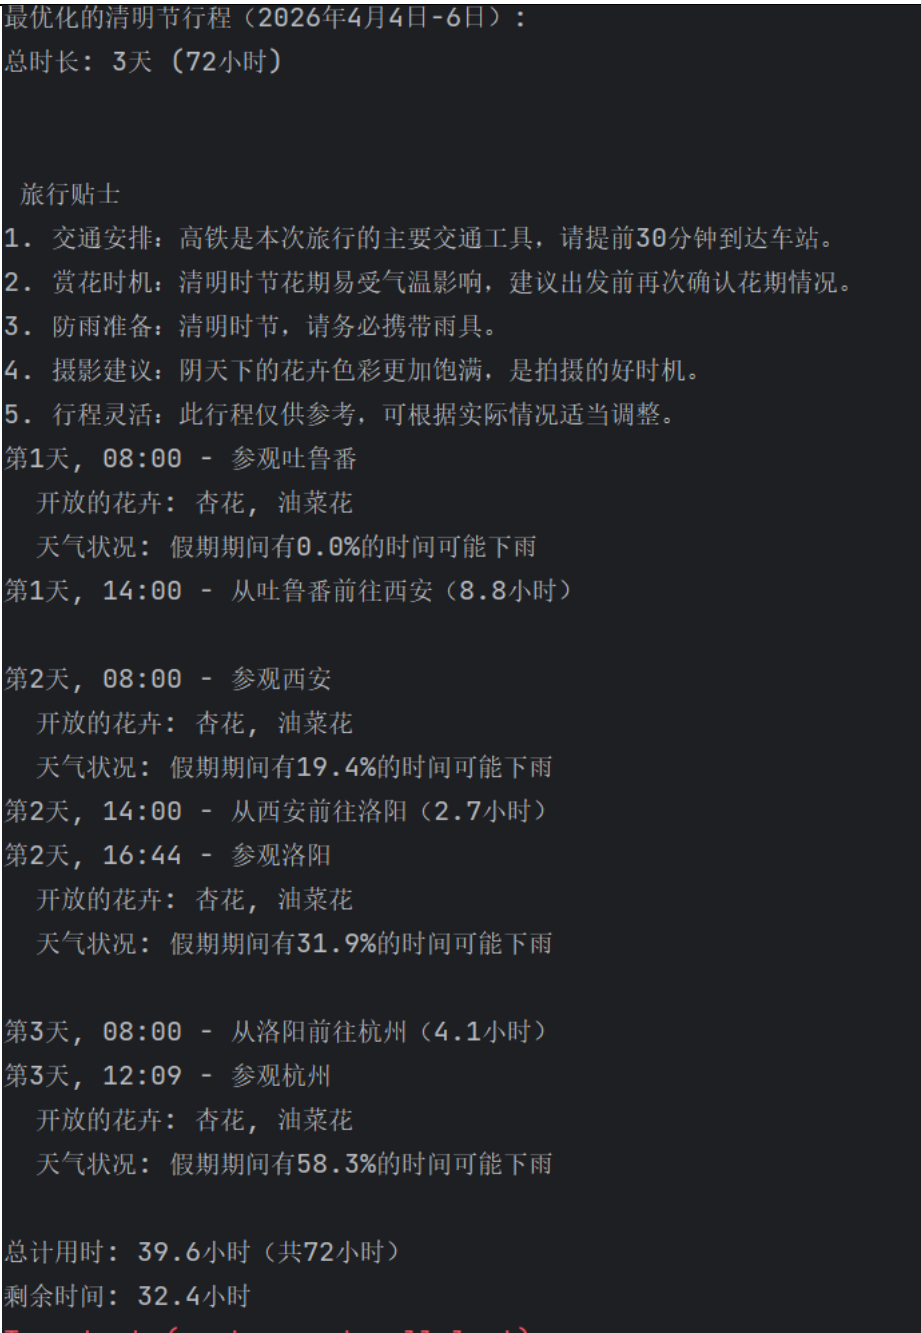 最优化的清明节行程（2026年4月4日-6日）:
总时长: 3天 (72小时)
旅行贴士
1. 交通安排：高铁是本次旅行的主要交通工具，请提前30分钟到达车站。
2. 赏花时机：清明时节花期易受气温影响，建议出发前再次确认花期情况。
3. 防雨准备：清明时节，请务必携带雨具。
4. 摄影建议：阴天下的花卉色彩更加饱满，是拍摄的好时机。
5. 行程灵活：此行程仅供参考，可根据实际情况适当调整。
第1天, 08:00 - 参观吐鲁番
开放的花卉: 杏花, 油菜花
天气状况: 假期期间有0.0%的时间可能下雨
第1天, 14:00 - 从吐鲁番前往西安（8.8小时）
第2天, 08:00 - 参观西安
开放的花卉: 杏花, 油菜花
天气状况: 假期期间有19.4%的时间可能下雨
第2天, 14:00 - 从西安前往洛阳（2.7小时）
第2天, 16:44 - 参观洛阳
开放的花卉: 杏花, 油菜花
天气状况: 假期期间有31.9%的时间可能下雨
第3天, 08:00 - 从洛阳前往杭州（4.1小时）
第3天, 12:09 - 参观杭州
开放的花卉: 杏花, 油菜花
天气状况: 假期期间有58.3%的时间可能下雨
总计用时: 39.6小时（共72小时）
剩余时间: 32.4小时